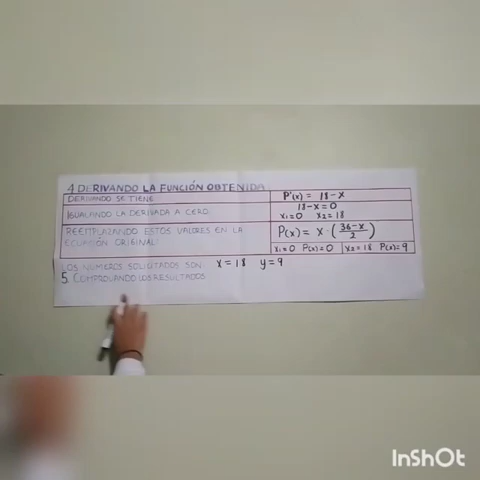 4 DERIVANDO LA FUNCIÓN OBTENIDA
DERIVANDO SE TIENE
P'(x) = 18-x
IGUALANDO LA DERIVADA A CERO
18-x=0
x1=0 x2=18
REEMPLAZANDO ESTOS VALORES EN LA
ECUACIÓN ORIGINAL
P(x) = x·(36-x/2)
x1=0 P(x)=0 x2=18 P(x)=9
LOS NÚMEROS SOLICITADOS SON x=18 y=9
5 COMPROVANDO LOS RESULTADOS
INSHOT